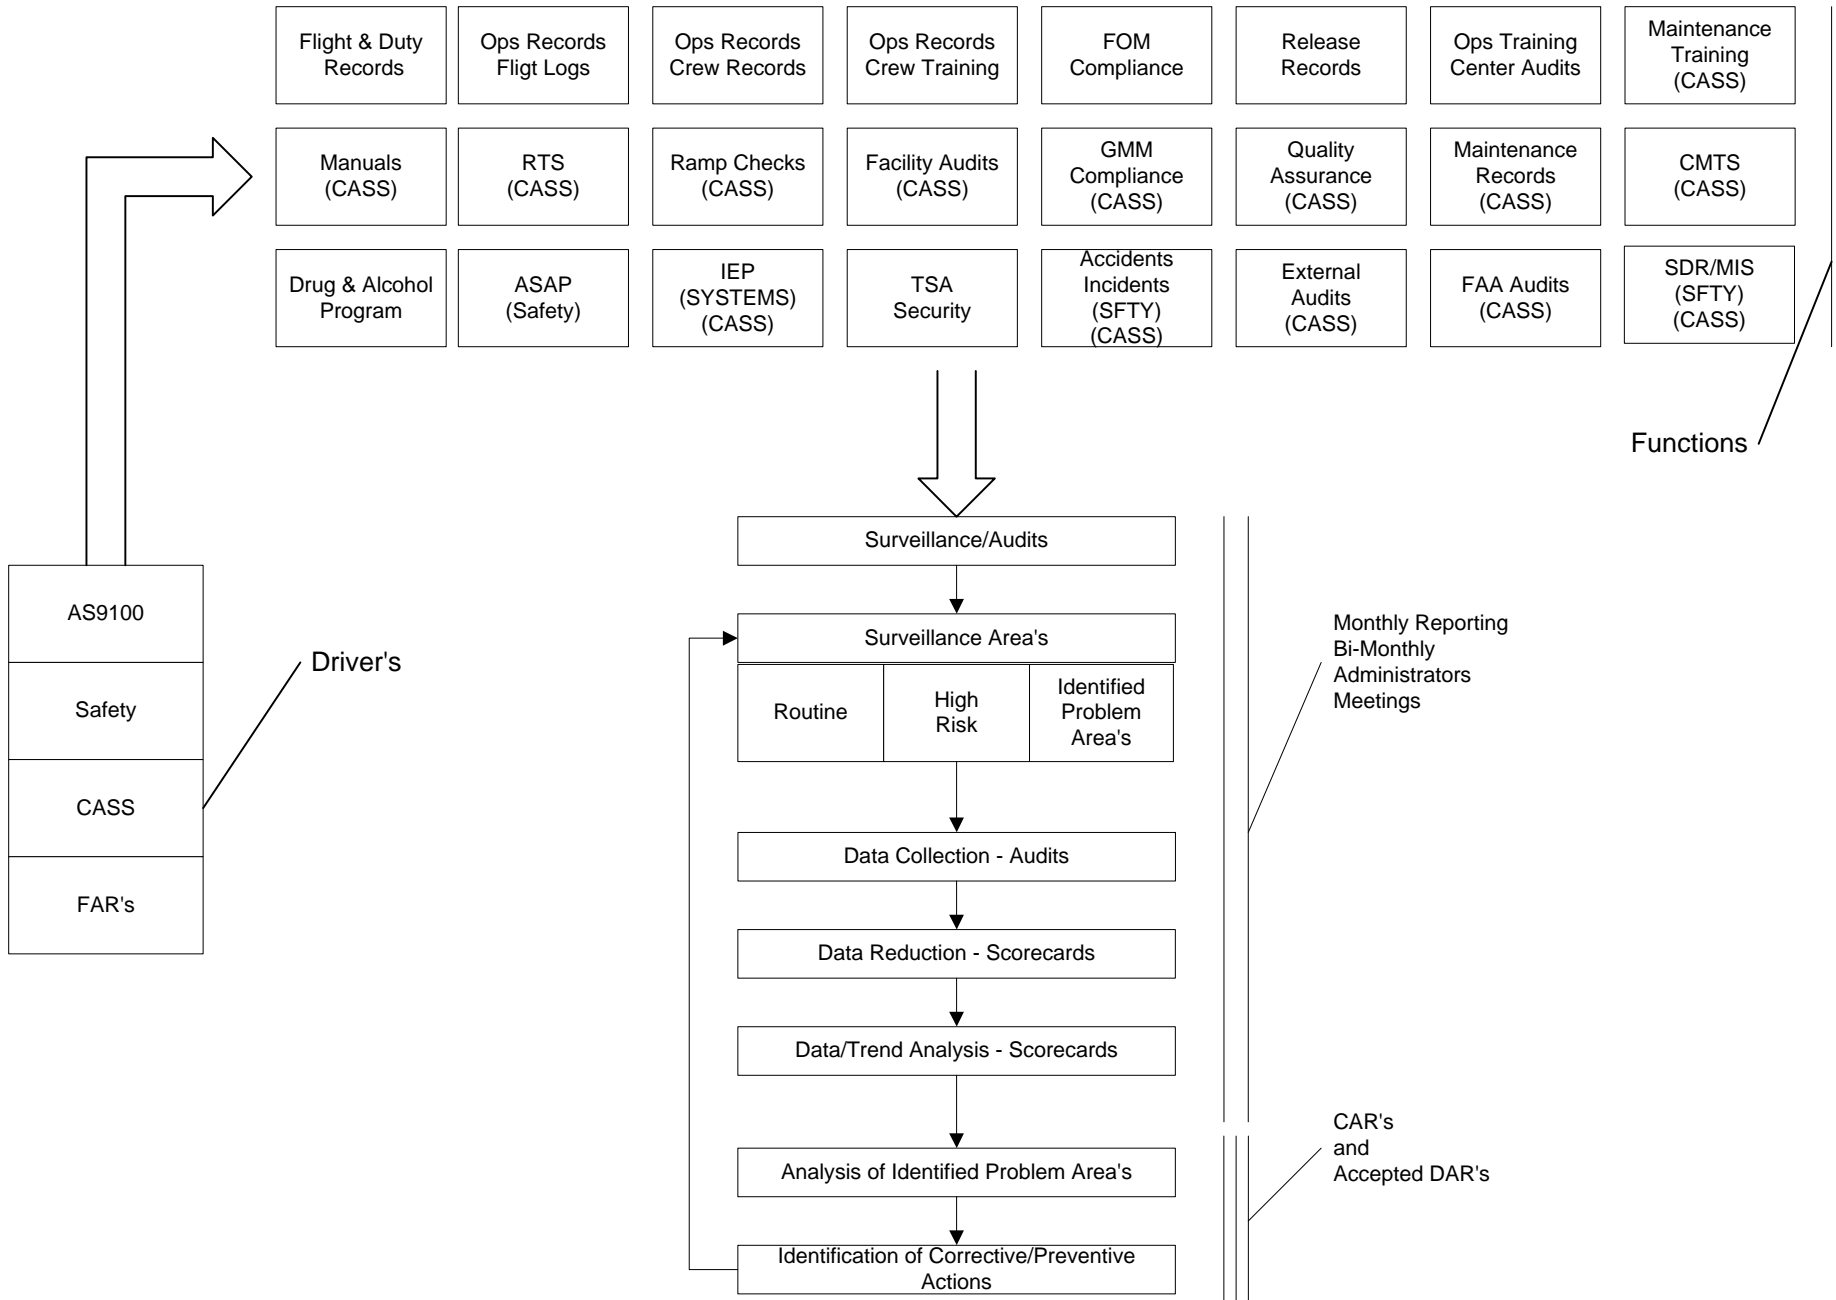 Flight & Duty
Records
Ops Records
Fligt Logs
Ops Records
Crew Records
Ops Records
Crew Training
FOM
Compliance
Release
Records
Ops Training
Center Audits
Maintenance
Training
(CASS)
Manuals
(CASS)
RTS
(CASS)
Ramp Checks
(CASS)
Facility Audits
(CASS)
GMM
Compliance
(CASS)
Quality
Assurance
(CASS)
Maintenance
Records
(CASS)
CMTS
(CASS)
Drug & Alcohol
Program
ASAP
(Safety)
IEP
(SYSTEMS)
(CASS)
TSA
Security
Accidents
Incidents
(SFTY)
(CASS)
External
Audits
(CASS)
FAA Audits
(CASS)
SDR/MIS
(SFTY)
(CASS)
Functions
AS9100
Safety
CASS
FAR's
Driver's
Surveillance/Audits
Surveillance Area's
Routine
High
Risk
Identified
Problem
Area's
Data Collection - Audits
Data Reduction - Scorecards
Data/Trend Analysis - Scorecards
Analysis of Identified Problem Area's
Identification of Corrective/Preventive
Actions
Monthly Reporting
Bi-Monthly
Administrators
Meetings
CAR's
and
Accepted DAR's